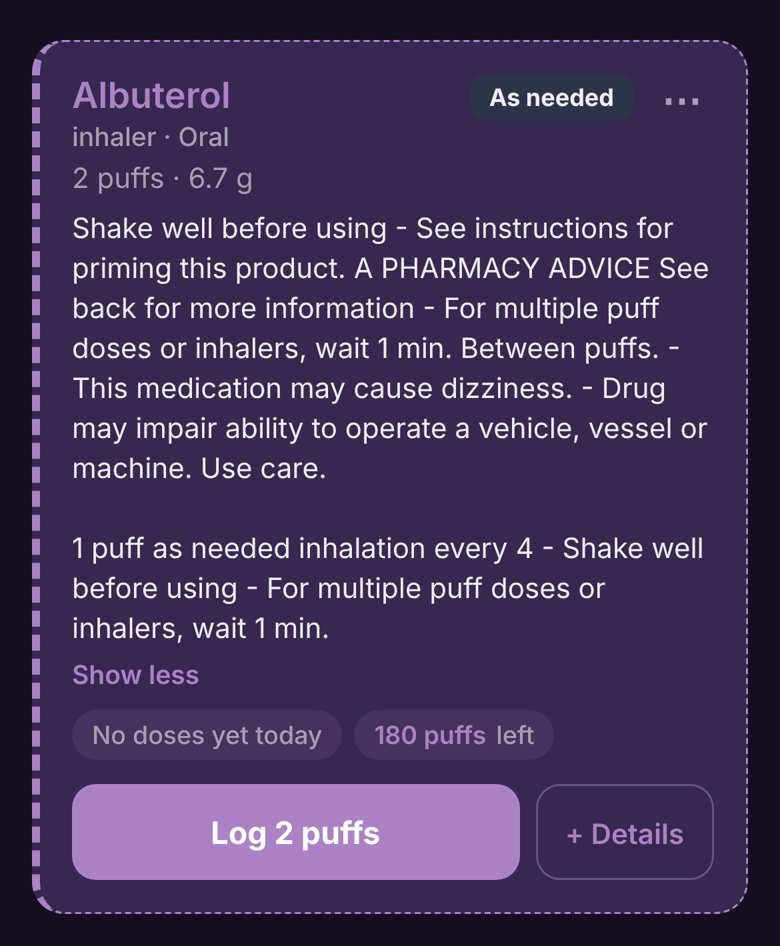 Albuterol
As needed
...
inhaler · Oral
2 puffs · 6.7 g
Shake well before using - See instructions for
priming this product. A PHARMACY ADVICE See
back for more information - For multiple puff
doses or inhalers, wait 1 min. Between puffs. -
This medication may cause dizziness. - Drug
may impair ability to operate a vehicle, vessel or
machine. Use care.
1 puff as needed inhalation every 4 - Shake well
before using - For multiple puff doses or
inhalers, wait 1 min.
Show less
No doses yet today
180 puffs left
Log 2 puffs
+ Details